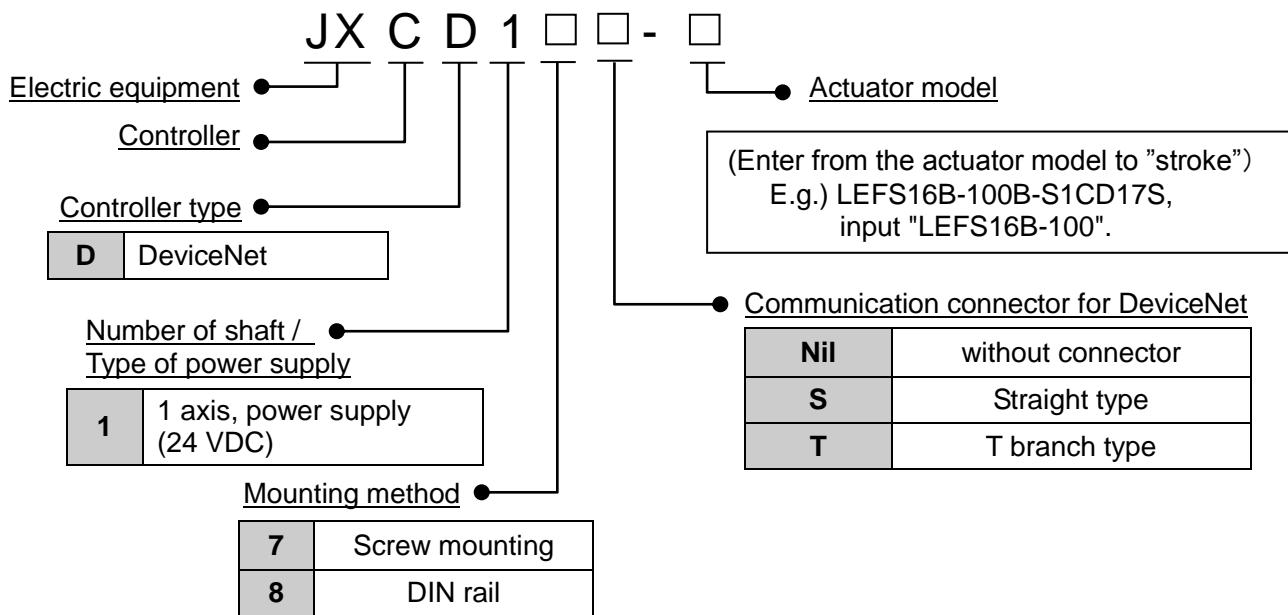 JX C D 1 □ □ - □
Electric equipment
Actuator model
Controller
(Enter from the actuator model to ”stroke”）
E.g.) LEFS16B-100B-S1CD17S,
input "LEFS16B-100".
Controller type
D DeviceNet
Communication connector for DeviceNet
Nil without connector
S Straight type
T T branch type
Number of shaft /
Type of power supply
1 1 axis, power supply
(24 VDC)
Mounting method
7 Screw mounting
8 DIN rail